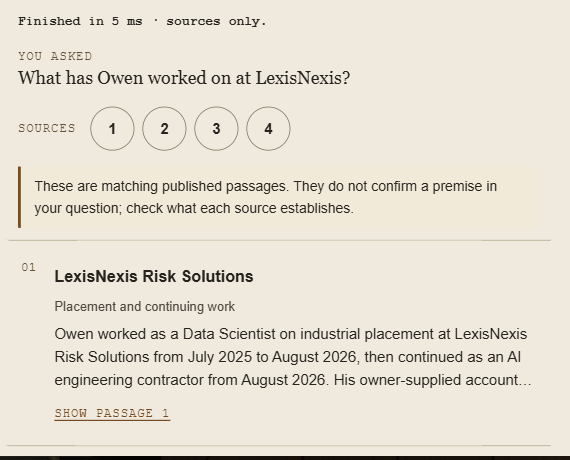 Finished in 5 ms · sources only.
YOU ASKED
What has Owen worked on at LexisNexis?
SOURCES 1 2 3 4
These are matching published passages. They do not confirm a premise in
your question; check what each source establishes.
01
LexisNexis Risk Solutions
Placement and continuing work
Owen worked as a Data Scientist on industrial placement at LexisNexis
Risk Solutions from July 2025 to August 2026, then continued as an AI
engineering contractor from August 2026. His owner-supplied account…
SHOW PASSAGE 1